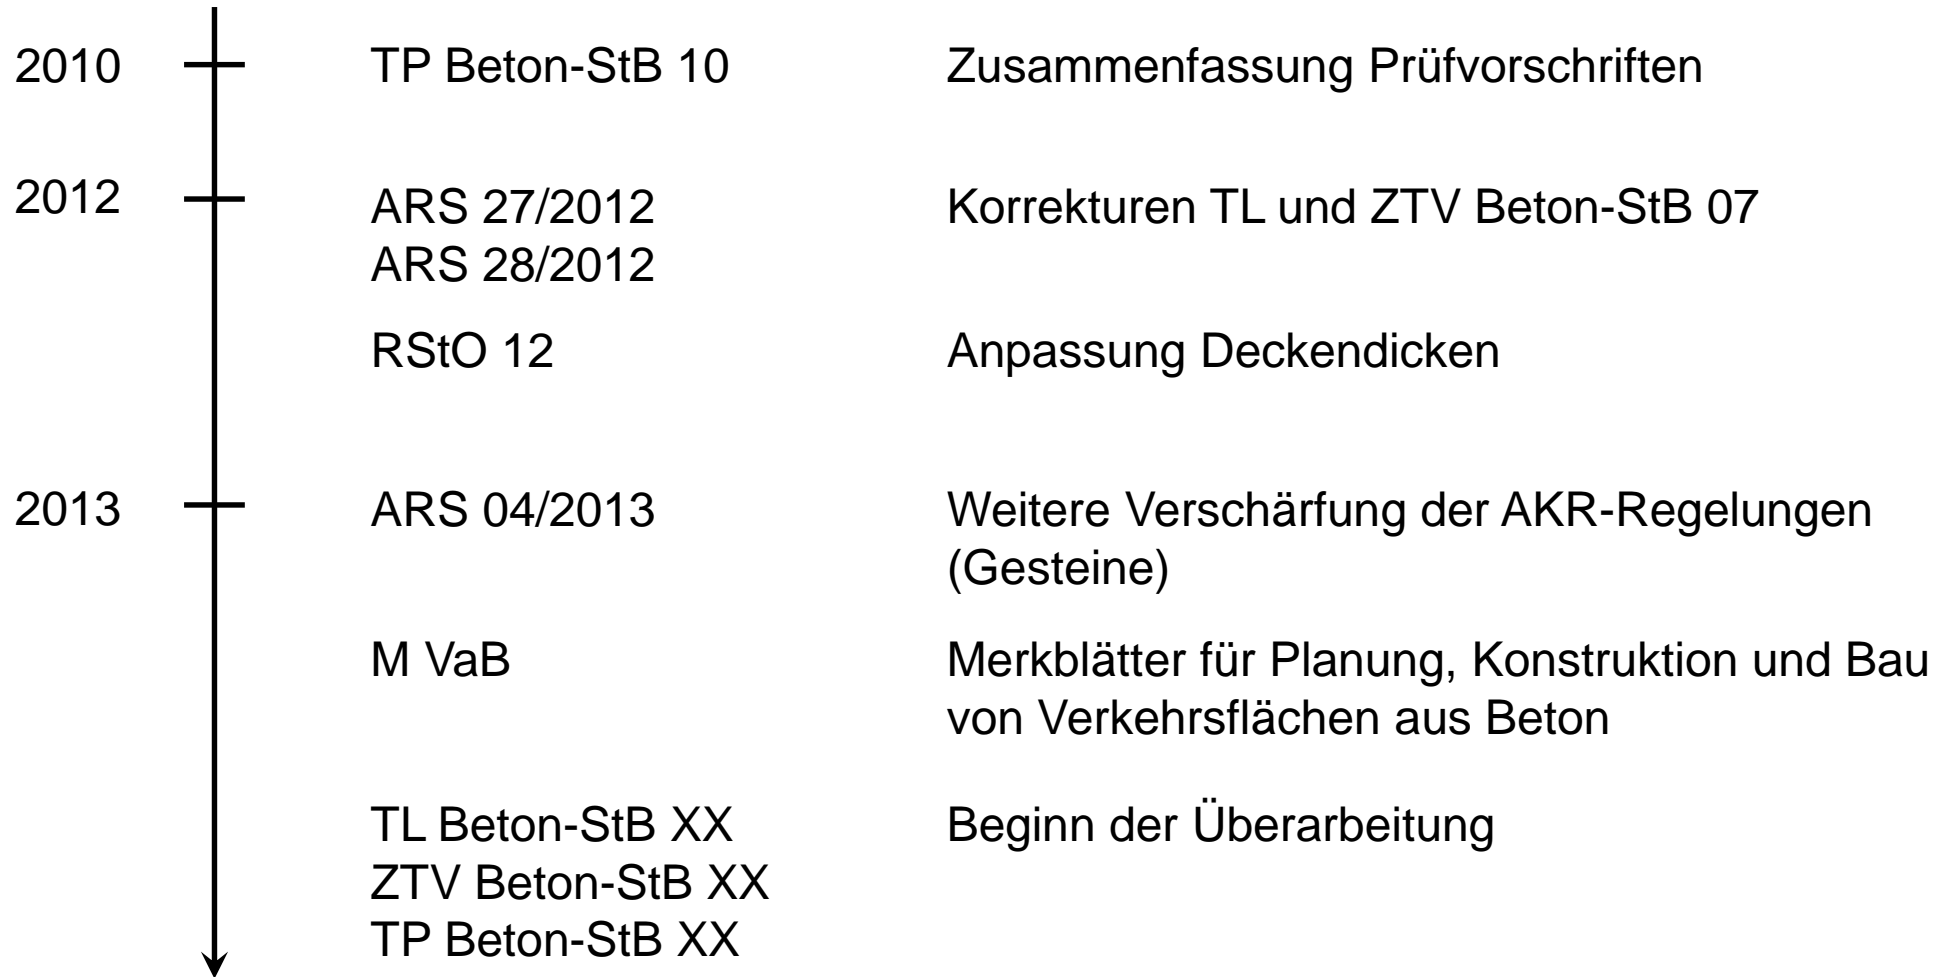 2010 TP Beton-StB 10 Zusammenfassung Prüfvorschriften
2012 ARS 27/2012 Korrekturen TL und ZTV Beton-StB 07
ARS 28/2012
RStO 12 Anpassung Deckendicken
2013 ARS 04/2013 Weitere Verschärfung der AKR-Regelungen
(Gesteine)
M VaB Merkblätter für Planung, Konstruktion und Bau
von Verkehrsflächen aus Beton
TL Beton-StB XX Beginn der Überarbeitung
ZTV Beton-StB XX
TP Beton-StB XX